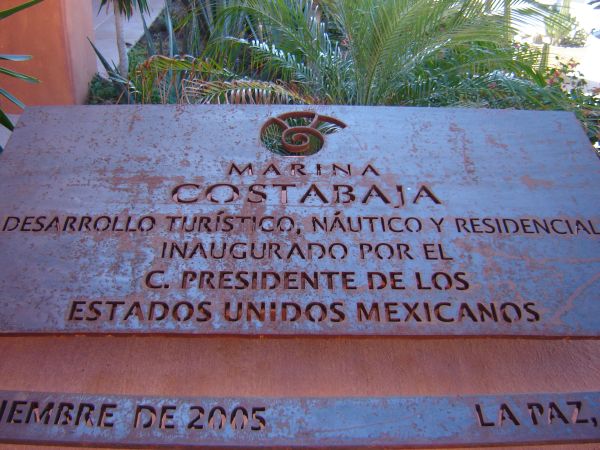 MARINA
COSTABAJA
DESARROLLO TURÍSTICO, NÁUTICO Y RESIDENCIAL
INAUGURADO POR EL
C. PRESIDENTE DE LOS
ESTADOS UNIDOS MEXICANOS
IEMBRE DE 2005 LA PAZ,